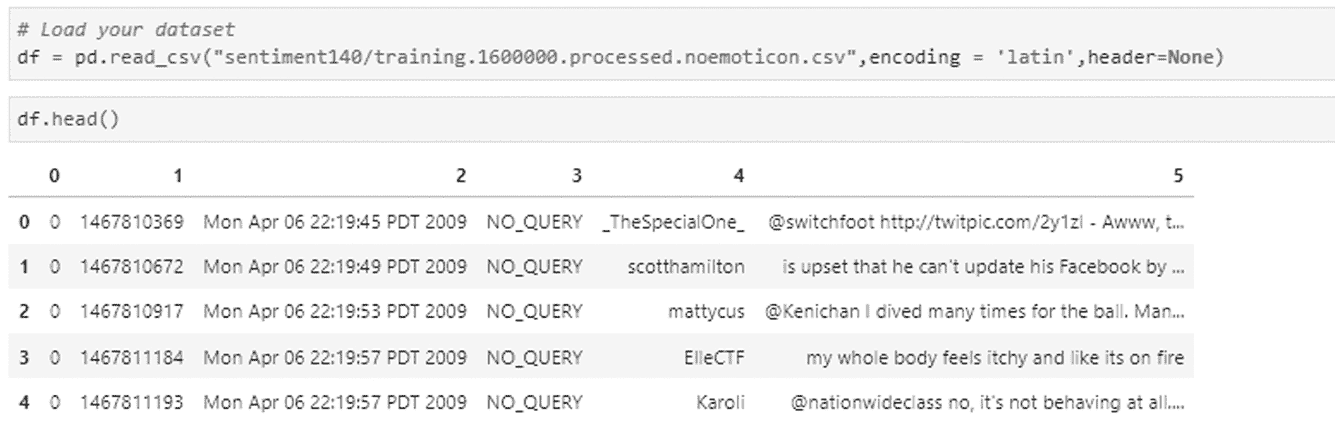 # Load your dataset
df = pd.read_csv("sentiment140/training.1600000.processed.noemoticon.csv",encoding = 'latin',header=None)
df.head()
0 1 2 3 4 5
0 0 1467810369 Mon Apr 06 22:19:45 PDT 2009 NO_QUERY _TheSpecialOne_ @switchfoot http://twitpic.com/2y1zl - Awww, t...
1 0 1467810672 Mon Apr 06 22:19:49 PDT 2009 NO_QUERY scotthamilton is upset that he can't update his Facebook by ...
2 0 1467810917 Mon Apr 06 22:19:53 PDT 2009 NO_QUERY mattycus @Kenichan I dived many times for the ball. Man...
3 0 1467811184 Mon Apr 06 22:19:57 PDT 2009 NO_QUERY ElleCTF my whole body feels itchy and like its on fire
4 0 1467811193 Mon Apr 06 22:19:57 PDT 2009 NO_QUERY Karoli @nationwideclass no, it's not behaving at all....